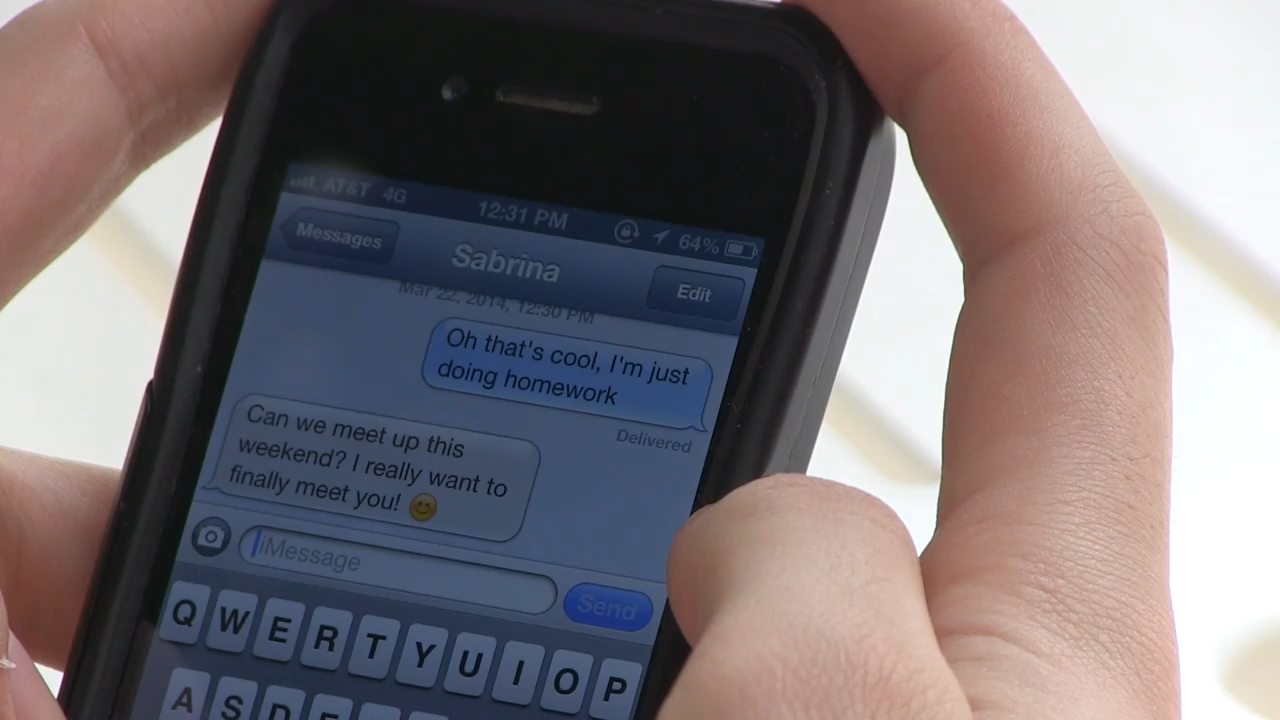 AT&T 4G 12:31 PM 64%
Messages Sabrina Edit
Mar 22, 2014, 12:30 PM
Oh that's cool, I'm just
doing homework
Delivered
Can we meet up this
weekend? I really want to
finally meet you! 😊
iMessage Send
Q W E R T Y U I O P
A S D